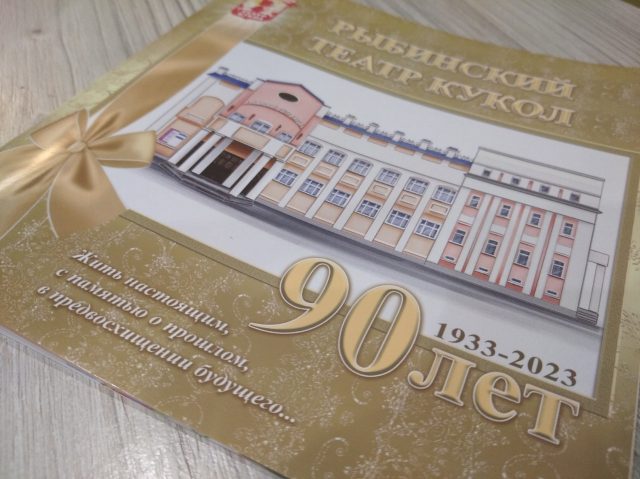 РЫБИНСКИЙ
ТЕАТР КУКОЛ
90 лет
1933-2023
Жить настоящим,
с памятью о прошлом,
в предвосхищении будущего...